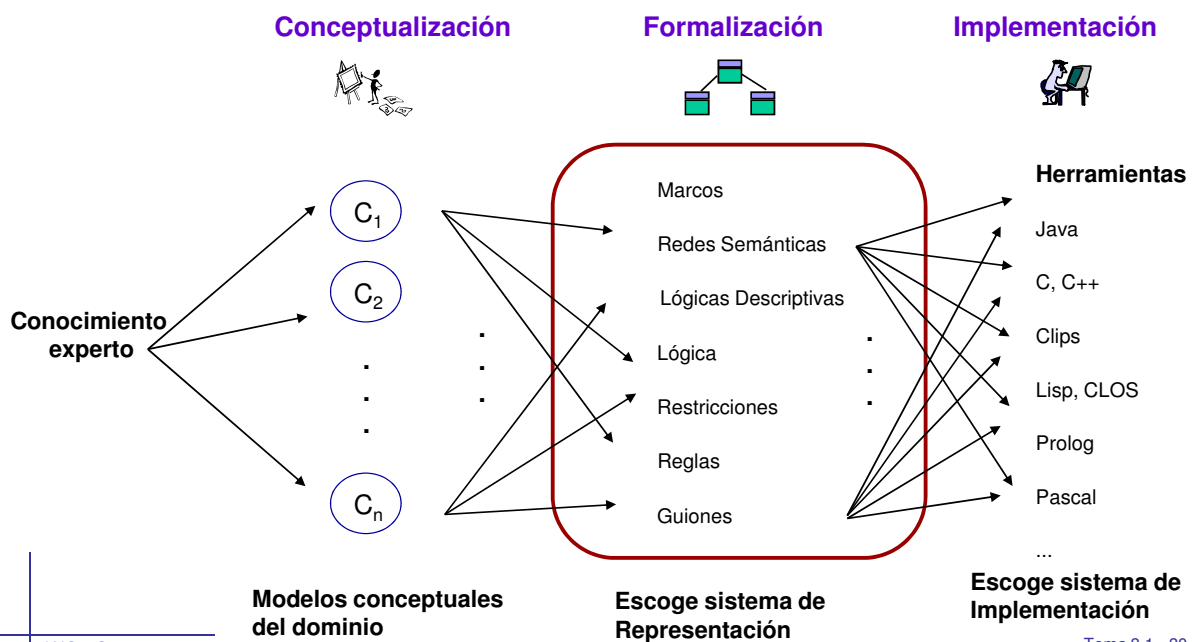 Conceptualización
Formalización
Implementación
Conocimiento
experto
C1
C2
.
.
.
Cn
.
.
.
Modelos conceptuales
del dominio
Marcos
Redes Semánticas
Lógicas Descriptivas
Lógica
Restricciones
Reglas
Guiones
.
.
.
Escoge sistema de
Representación
Herramientas
Java
C, C++
Clips
Lisp, CLOS
Prolog
Pascal
...
Escoge sistema de
Implementación